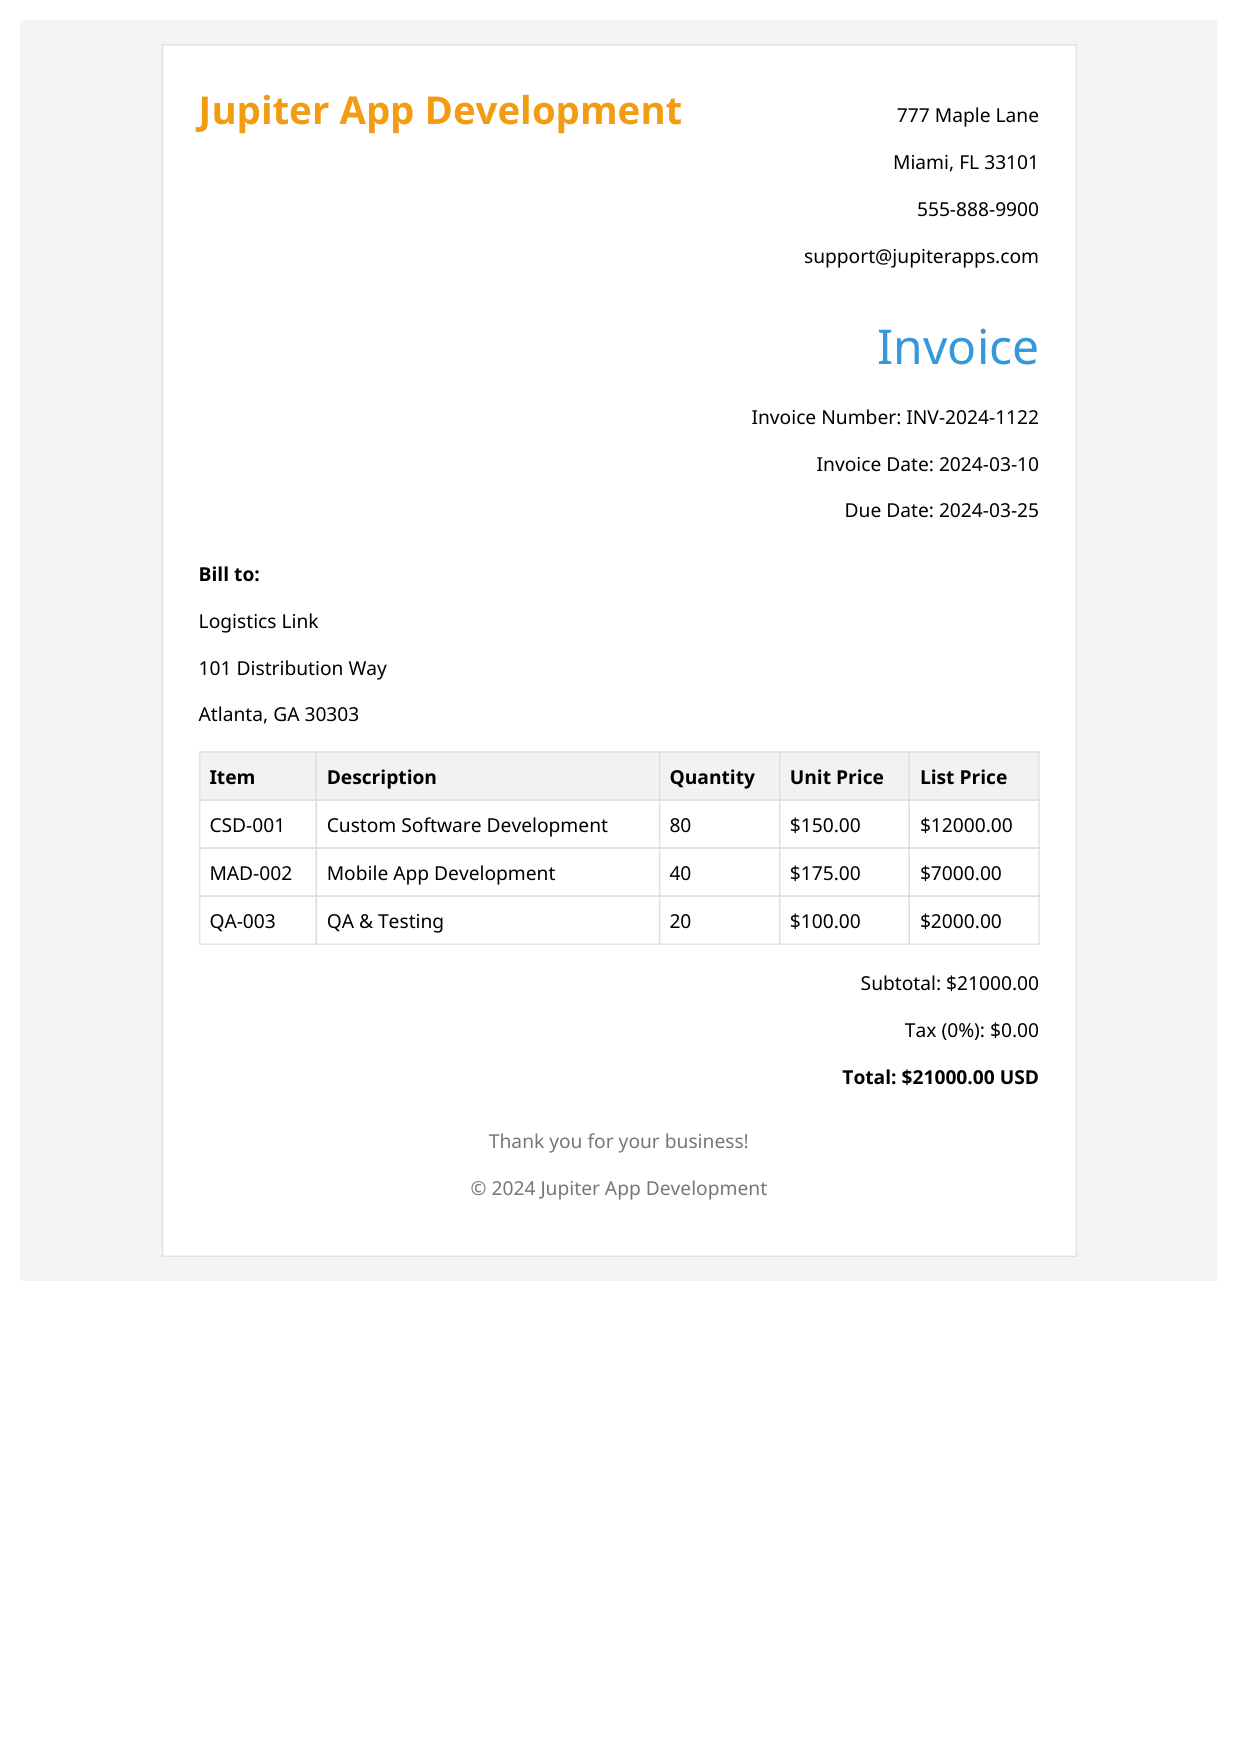 Jupiter App Development
777 Maple Lane
Miami, FL 33101
555-888-9900
support@jupiterapps.com
Invoice
Invoice Number: INV-2024-1122
Invoice Date: 2024-03-10
Due Date: 2024-03-25
Bill to:
Logistics Link
101 Distribution Way
Atlanta, GA 30303
Item Description Quantity Unit Price List Price
CSD-001 Custom Software Development 80 $150.00 $12000.00
MAD-002 Mobile App Development 40 $175.00 $7000.00
QA-003 QA & Testing 20 $100.00 $2000.00
Subtotal: $21000.00
Tax (0%): $0.00
Total: $21000.00 USD
Thank you for your business!
© 2024 Jupiter App Development